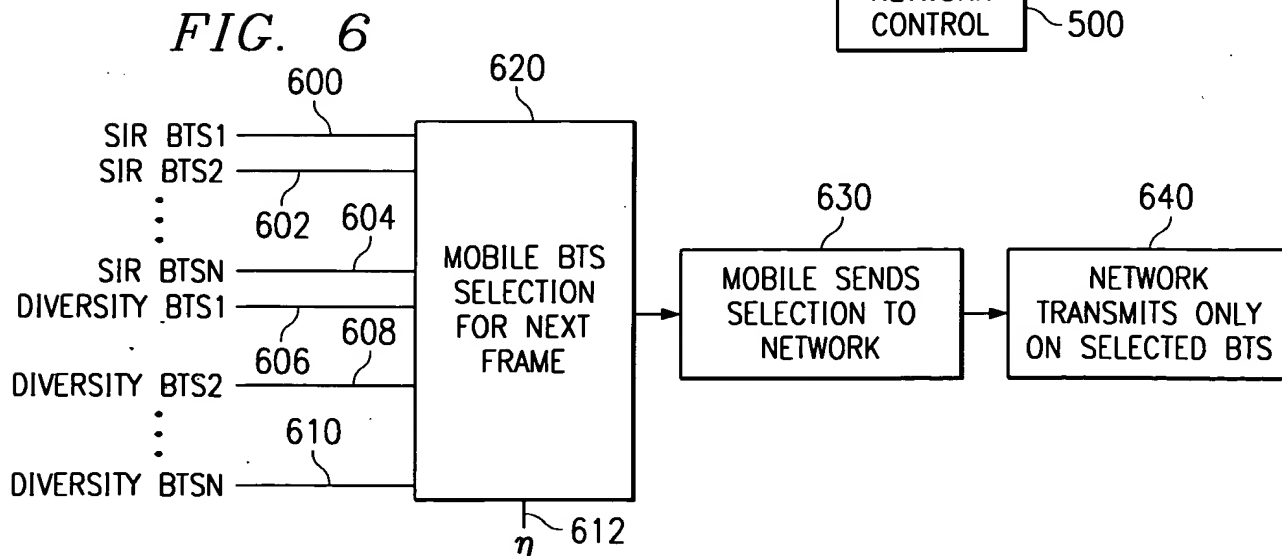 FIG. 6
CONTROL
500
600
620
SIR BTS1
SIR BTS2
602
604
630
640
SIR BTSN
DIVERSITY BTS1
606
608
DIVERSITY BTS2
610
DIVERSITY BTSN
MOBILE BTS
SELECTION
FOR NEXT
FRAME
MOBILE SENDS
SELECTION TO
NETWORK
NETWORK
TRANSMITS ONLY
ON SELECTED BTS
612
η